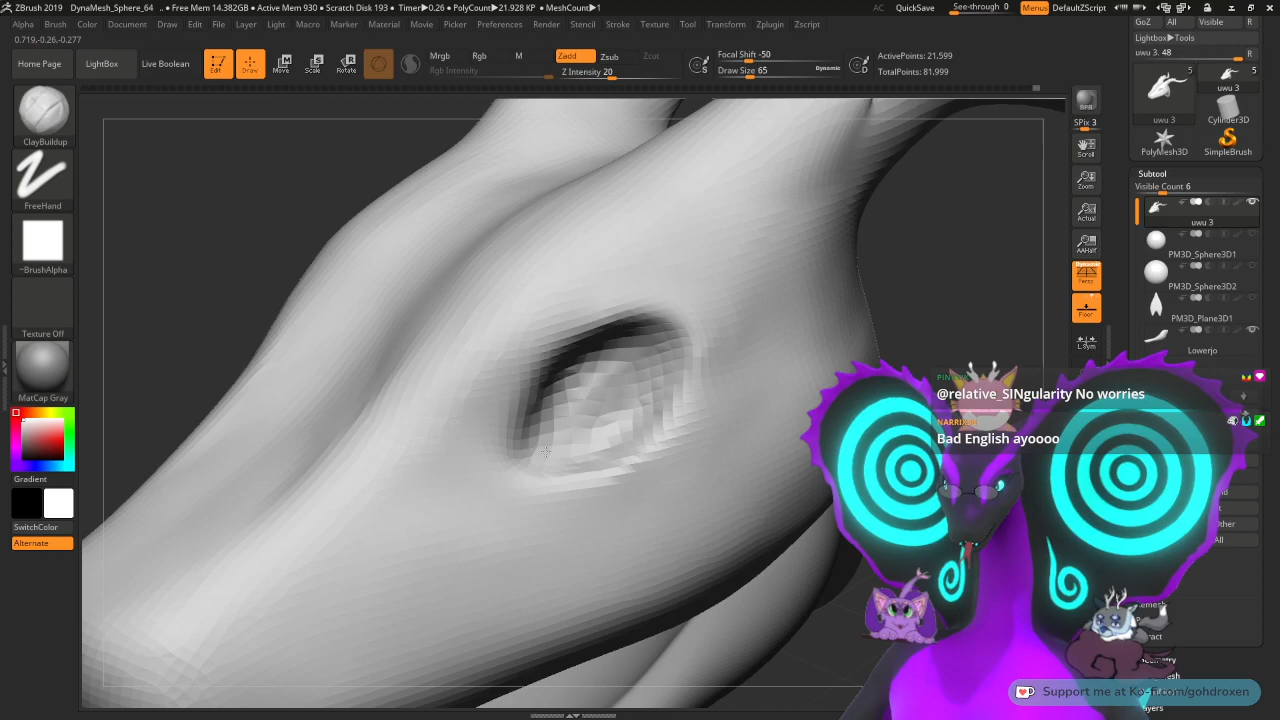 ZBrush 2019 DynaMesh_Sphere_64 .. • Free Mem 14.382GB • Active Mem 930 • Scratch Disk 193 • Timer▸0.26 • PolyCount▸21.928 KP • MeshCount▸1 AC QuickSave See-through 0 Menus DefaultZScript
Alpha Brush Color Document Draw Edit File Layer Light Macro Marker Material Movie Picker Preferences Render Stencil Stroke Texture Tool Transform Zplugin Zscript
0.719,-0.26,-0.277
Home Page LightBox Live Boolean Edit Draw Move Scale Rotate
Mrgb Rgb M Zadd Zsub Zcut
Rgb Intensity Z Intensity 20
Focal Shift -50
Draw Size 65 Dynamic
ActivePoints: 21,599
TotalPoints: 81,999
GoZ All Visible R
Lightbox▸Tools
uwu 3. 48 R
5 5
uwu 3
uwu 3 Cylinder3D
PolyMesh3D SimpleBrush
Subtool
Visible Count 6
uwu 3
PM3D_Sphere3D1
PM3D_Sphere3D2
PM3D_Plane3D1
Lowerjo
BPR
SPix 3
Scroll
Zoom
Actual
AAHalf
Dynamic
Persp
Floor
L.Sym
ClayBuildup
FreeHand
~BrushAlpha
Texture Off
MatCap Gray
Gradient
SwitchColor
Alternate
@relative_SINgularity No worries
Bad English ayoooo
All
Support me at Ko-fi.com/gohdroxen